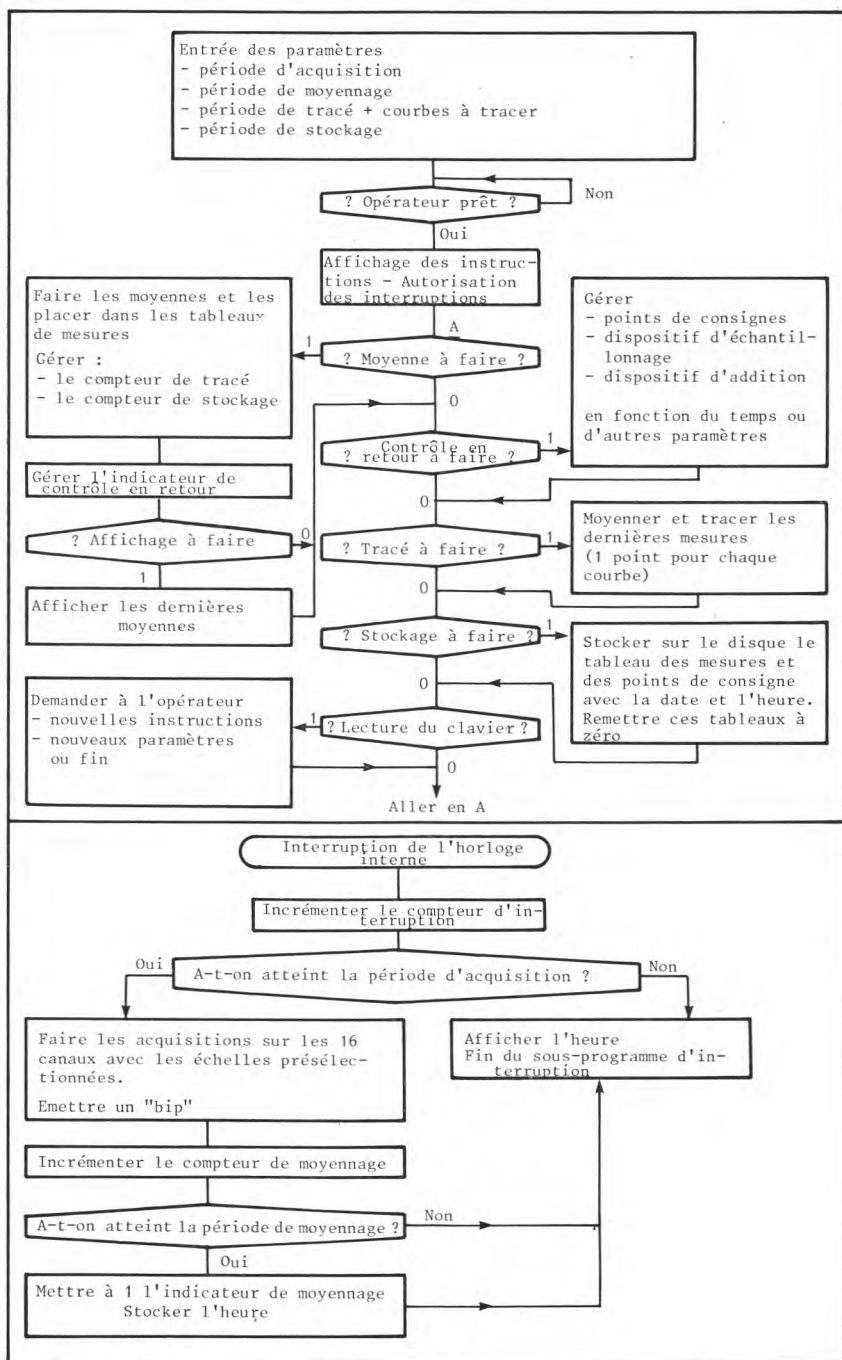 Entrée des paramètres
- période d'acquisition
- période de moyennage
- période de tracé + courbes à tracer
- période de stockage
? Opérateur prêt ?
Non
Oui
Affichage des instruc-
tions - Autorisation
des interruptions
A
? Moyenne à faire ?
1
0
Faire les moyennes et les
placer dans les tableaux
de mesures
Gérer :
- le compteur de tracé
- le compteur de stockage
Gérer l'indicateur de
contrôle en retour
? Affichage à faire
0
1
Afficher les dernières
moyennes
Contrôle en
? retour à faire ?
1
0
Gérer
- points de consignes
- dispositif d'échantil-
lonnage
- dispositif d'addition
en fonction du temps ou
d'autres paramètres
? Tracé à faire ?
1
0
Moyenner et tracer les
dernières mesures
(1 point pour chaque
courbe)
? Stockage à faire ?
1
0
Stocker sur le disque le
tableau des mesures et
des points de consigne
avec la date et l'heure.
Remettre ces tableaux à
zéro
? Lecture du clavier ?
1
0
Demander à l'opérateur
- nouvelles instructions
- nouveaux paramètres
ou fin
Aller en A
Interruption de l'horloge
interne
Incrémenter le compteur d'in-
terruption
A-t-on atteint la période d'acquisition ?
Oui
Non
Faire les acquisitions sur les 16
canaux avec les échelles présélec-
tionnées.
Emettre un "bip"
Afficher l'heure
Fin du sous-programme d'in-
terruption
Incrémenter le compteur de moyennage
A-t-on atteint la période de moyennage ?
Non
Oui
Mettre à 1 l'indicateur de moyennage
Stocker l'heure